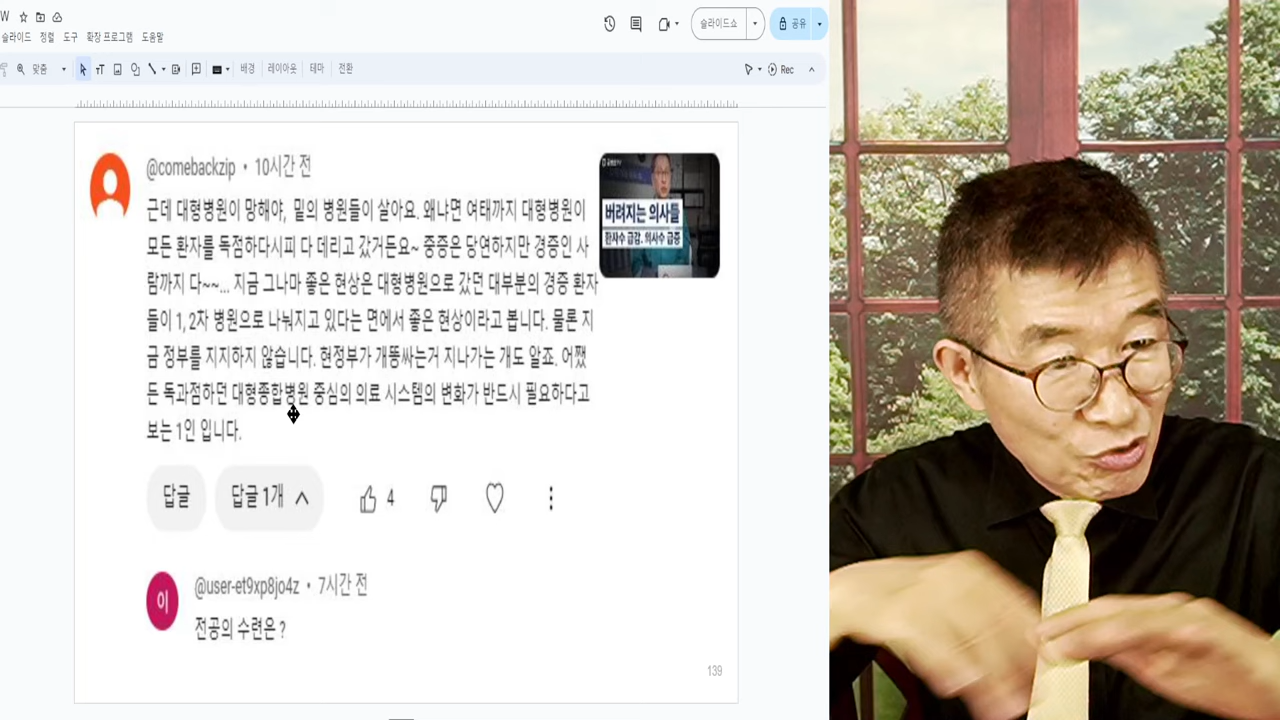 W
슬라이드쇼
공유
슬라이드 정렬 도구 확장 프로그램 도움말
맞춤
배경 레이아웃 테마 전환
Rec
@comebackzip • 10시간 전
근데 대형병원이 망해야, 밑의 병원들이 살아요. 왜냐면 여태까지 대형병원이
모든 환자를 독점하다시피 다 데리고 갔거든요~ 중증은 당연하지만 경증인 사
람까지 다~~... 지금 그나마 좋은 현상은 대형병원으로 갔던 대부분의 경증 환자
들이 1, 2차 병원으로 나눠지고 있다는 면에서 좋은 현상이라고 봅니다. 물론 지
금 정부를 지지하지 않습니다. 현정부가 개똥싸는거 지나가는 개도 알죠. 어쨌
든 독과점하던 대형종합병원 중심의 의료 시스템의 변화가 반드시 필요하다고
보는 1인 입니다.
버려지는 의사들
환자수 급감. 의사수 급증
답글
답글 1개
4
이
@user-et9xp8jo4z • 7시간 전
전공의 수련은 ?
139